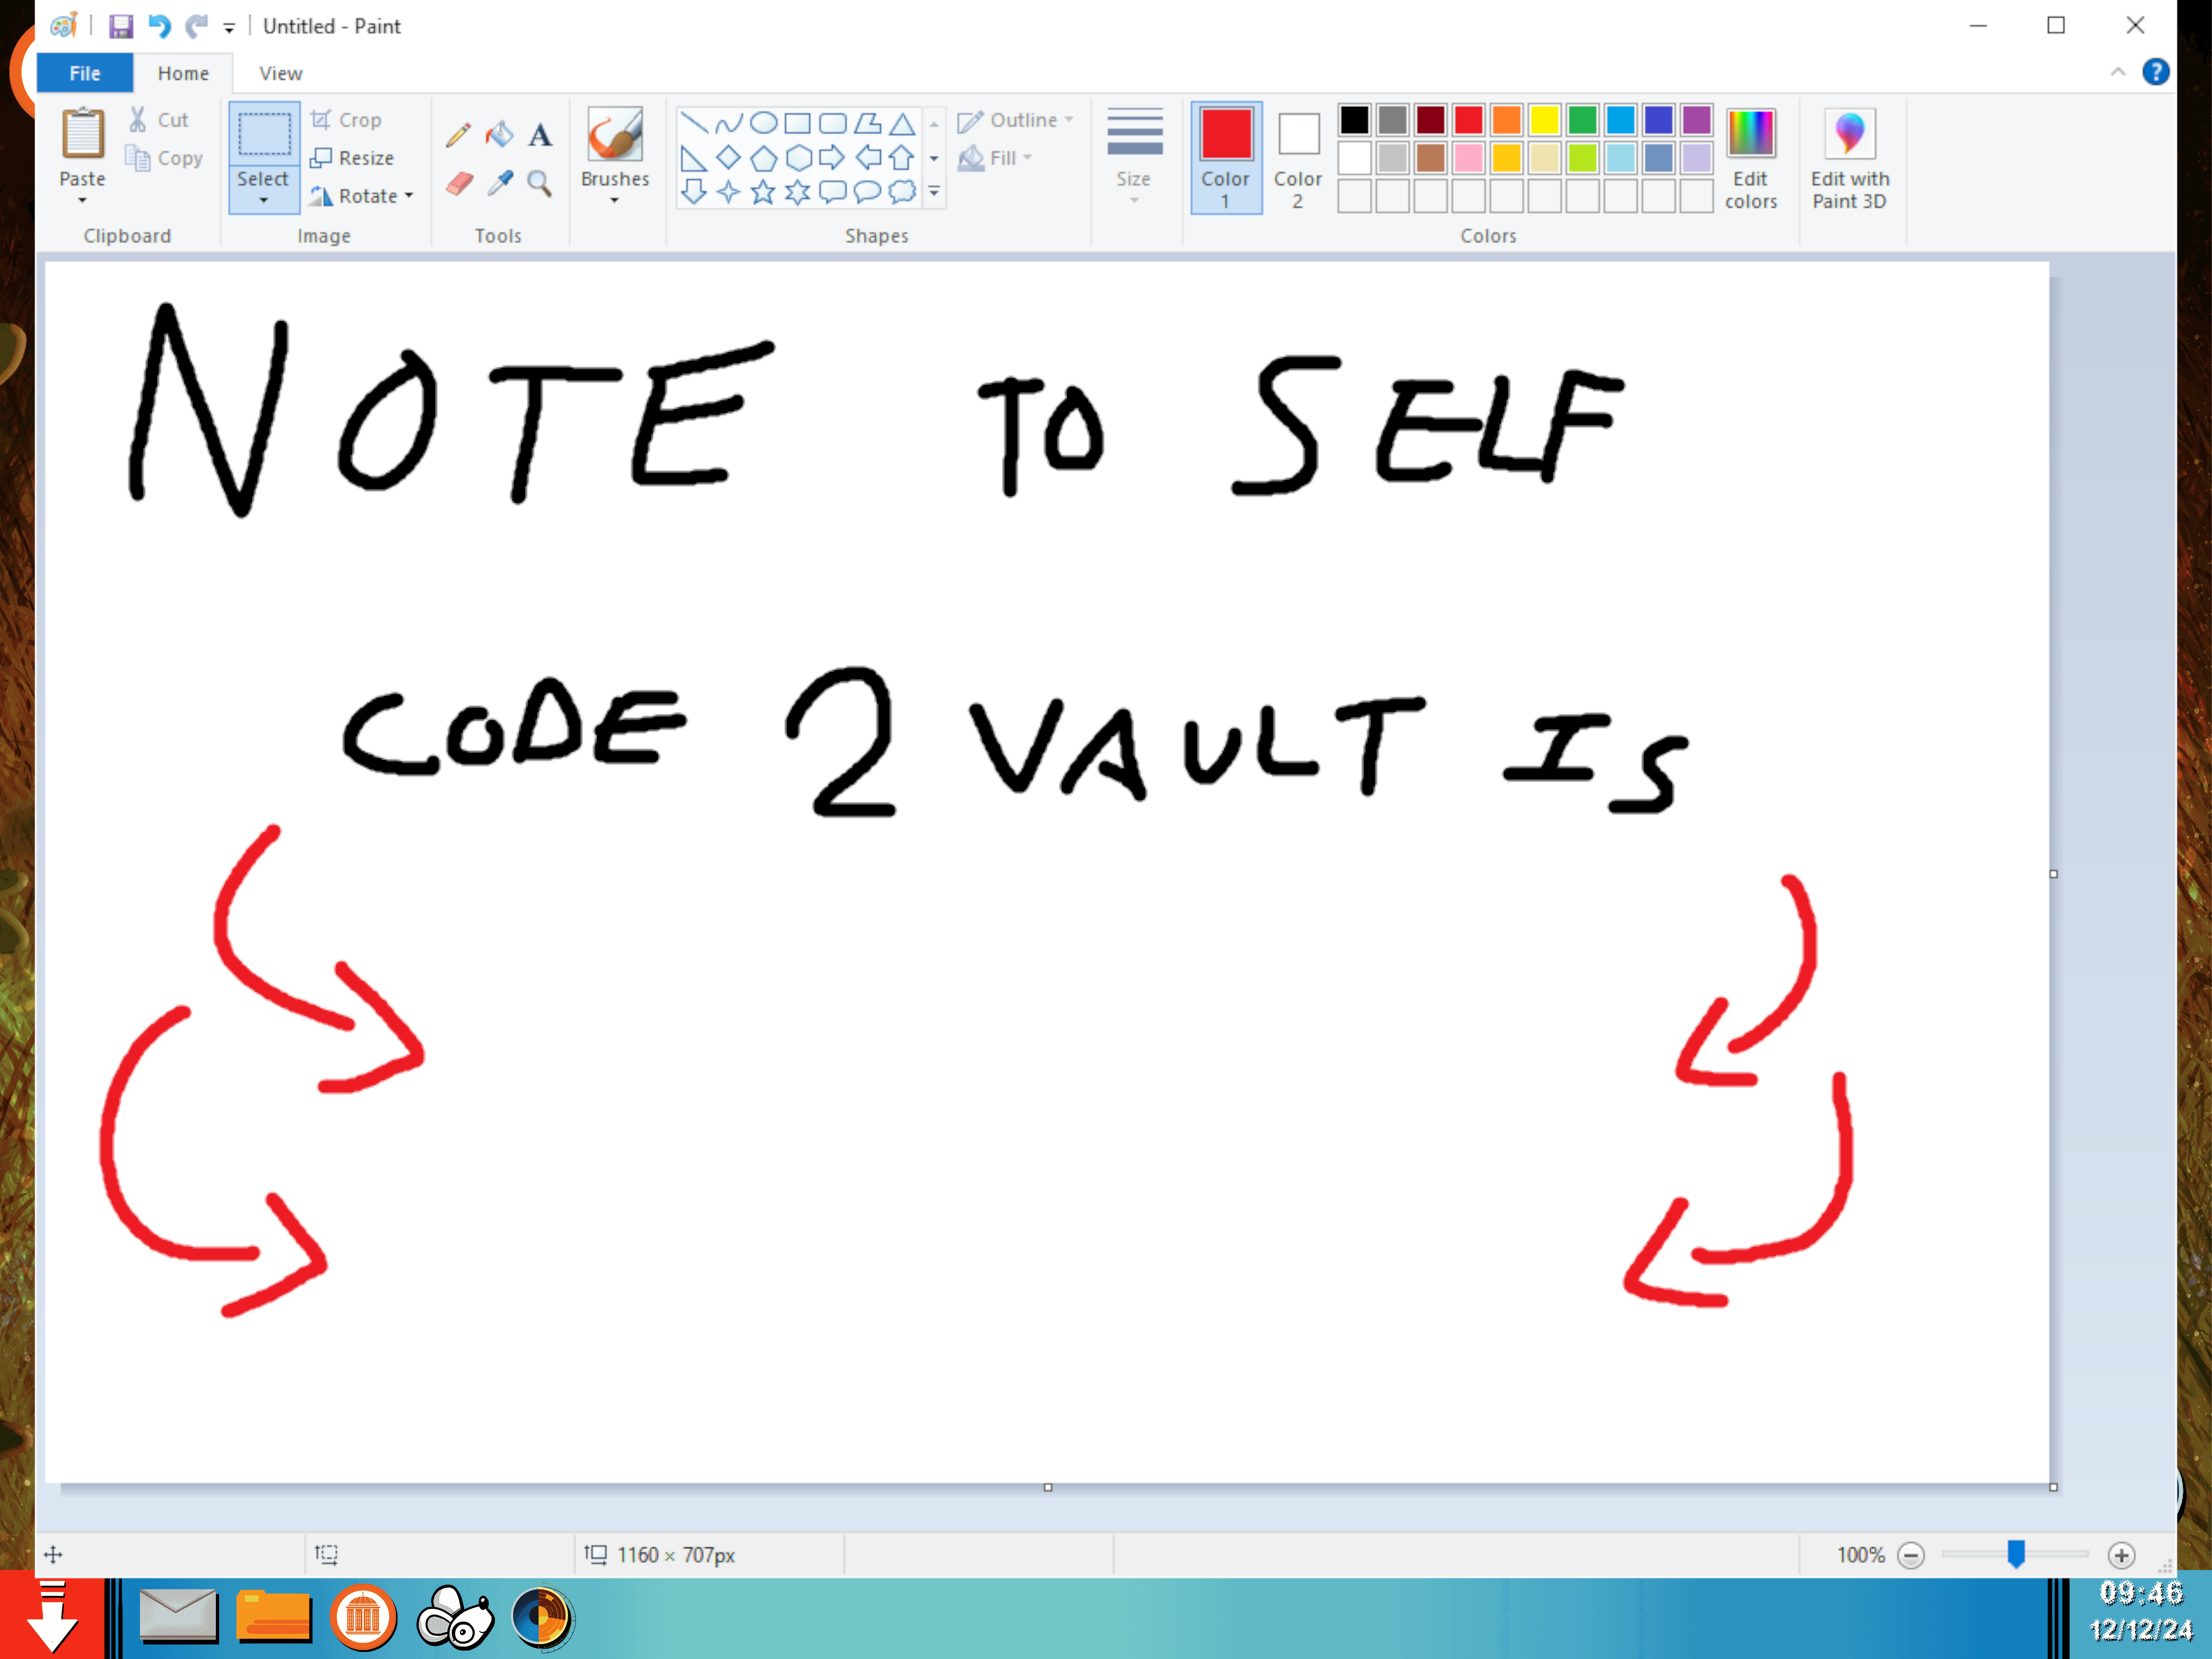 Untitled - Paint
File Home View
Paste Cut Copy Select Crop Resize Rotate Brushes Outline Fill Size Color 1 Color 2 Edit colors Edit with Paint 3D
Clipboard Image Tools Shapes Colors
NOTE TO SELF
CODE 2 VAULT IS
1160 × 707px 100%
09:46
12/12/24